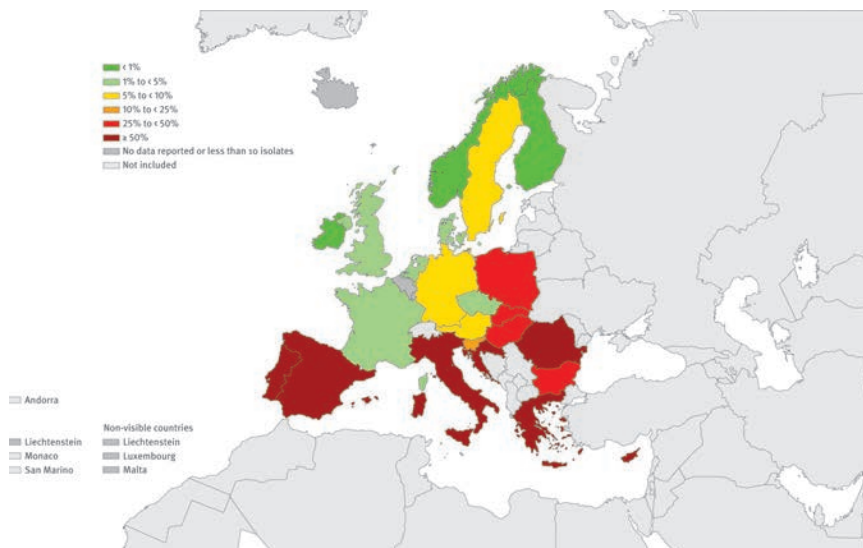 < 1%
1% to < 5%
5% to < 10%
10% to < 25%
25% to < 50%
≥ 50%
No data reported or less than 10 isolates
Not included
Andorra
Liechtenstein
Monaco
San Marino
Non-visible countries
Liechtenstein
Luxembourg
Malta